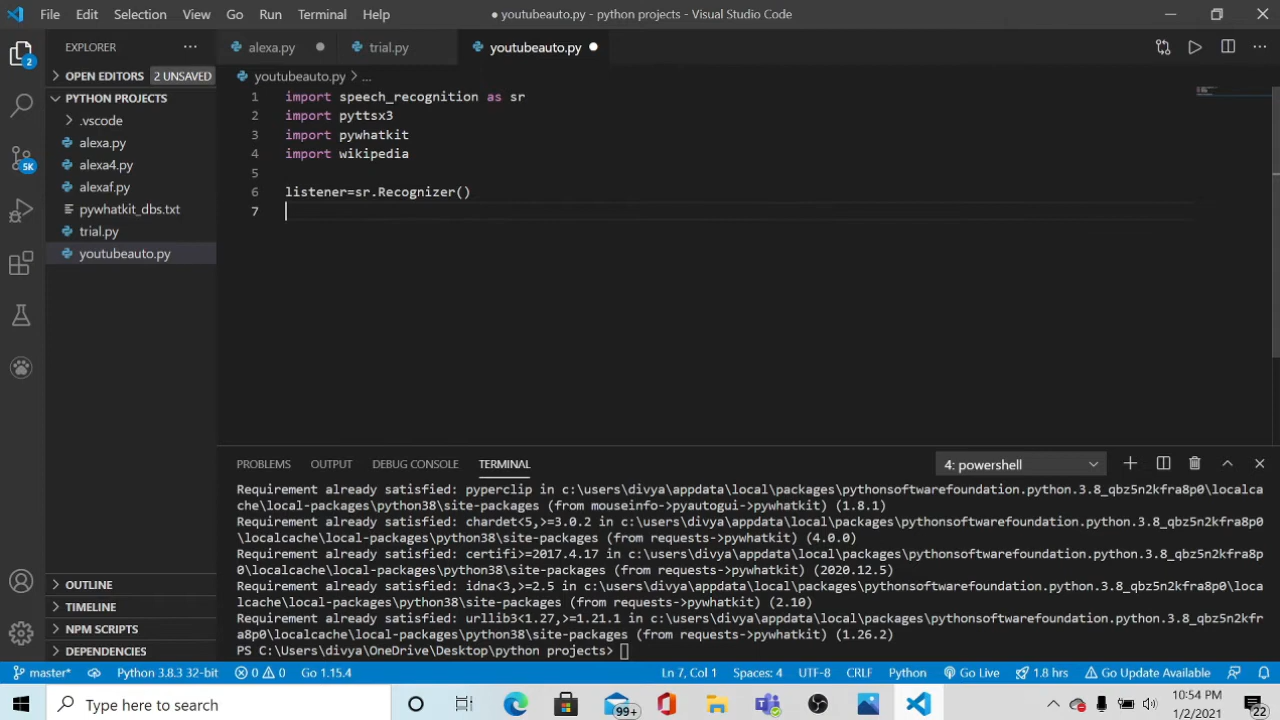 File Edit Selection View Go Run Terminal Help
● youtubeauto.py - python projects - Visual Studio Code
EXPLORER
alexa.py
trial.py
youtubeauto.py
OPEN EDITORS 2 UNSAVED
youtubeauto.py > ...
PYTHON PROJECTS
.vscode
alexa.py
alexa4.py
alexaf.py
pywhatkit_dbs.txt
trial.py
youtubeauto.py
2
5K
1 import speech_recognition as sr
2 import pyttsx3
3 import pywhatkit
4 import wikipedia
5
6 listener=sr.Recognizer()
7
PROBLEMS OUTPUT DEBUG CONSOLE TERMINAL
4: powershell
Requirement already satisfied: pyperclip in c:\users\divya\appdata\local\packages\pythonsoftwarefoundation.python.3.8_qbz5n2kfra8p0\localca
che\local-packages\python38\site-packages (from mouseinfo->pyautogui->pywhatkit) (1.8.1)
Requirement already satisfied: chardet<5,>=3.0.2 in c:\users\divya\appdata\local\packages\pythonsoftwarefoundation.python.3.8_qbz5n2kfra8p0
\localcache\local-packages\python38\site-packages (from requests->pywhatkit) (4.0.0)
Requirement already satisfied: certifi>=2017.4.17 in c:\users\divya\appdata\local\packages\pythonsoftwarefoundation.python.3.8_qbz5n2kfra8p
0\localcache\local-packages\python38\site-packages (from requests->pywhatkit) (2020.12.5)
Requirement already satisfied: idna<3,>=2.5 in c:\users\divya\appdata\local\packages\pythonsoftwarefoundation.python.3.8_qbz5n2kfra8p0\loca
lcache\local-packages\python38\site-packages (from requests->pywhatkit) (2.10)
Requirement already satisfied: urllib3<1.27,>=1.21.1 in c:\users\divya\appdata\local\packages\pythonsoftwarefoundation.python.3.8_qbz5n2kfr
a8p0\localcache\local-packages\python38\site-packages (from requests->pywhatkit) (1.26.2)
PS C:\Users\divya\OneDrive\Desktop\python projects>
OUTLINE
TIMELINE
NPM SCRIPTS
DEPENDENCIES
master* Python 3.8.3 32-bit 0 0 Go 1.15.4 Ln 7, Col 1 Spaces: 4 UTF-8 CRLF Python Go Live 1.8 hrs Go Update Available
Type here to search
99+
10:54 PM
1/2/2021
22